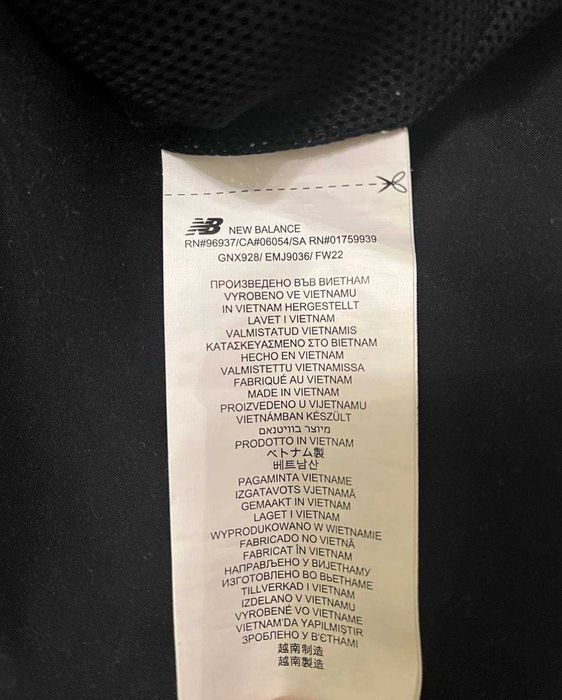 NB NEW BALANCE
RN#96937/CA#06054/SA RN#01759939
GNX928/ EMJ9036/ FW22
ПРОИЗВЕДЕНО ВЪВ ВИЕТНАМ
VYROBENO VE VIETNAMU
IN VIETNAM HERGESTELLT
LAVET I VIETNAM
VALMISTATUD VIETNAMIS
ΚΑΤΑΣΚΕΥΑΣΜΕΝΟ ΣΤΟ ΒΙΕΤΝΑΜ
HECHO EN VIETNAM
VALMISTETTU VIETNAMISSA
FABRIQUÉ AU VIETNAM
MADE IN VIETNAM
PROIZVEDENO U VIJETNAMU
VIETNÁMBAN KÉSZÜLT
מיוצר בווייטנאם
PRODOTTO IN VIETNAM
ベトナム製
베트남산
PAGAMINTA VIETNAME
IZGATAVOTS VJETNAMĀ
GEMAAKT IN VIETNAM
LAGET I VIETNAM
WYPRODUKOWANO W WIETNAMIE
FABRICADO NO VIETNÃ
FABRICAT ÎN VIETNAM
НАПРАВЉЕНО У ВИЈЕТНАМУ
ИЗГОТОВЛЕНО ВО ВЬЕТНАМЕ
TILLVERKAD I VIETNAM
IZDELANO V VIETNAMU
VYROBENÉ VO VIETNAME
VIETNAM'DA YAPILMIŞTIR
ЗРОБЛЕНО У В'ЄТНАМІ
越南制造
越南製造